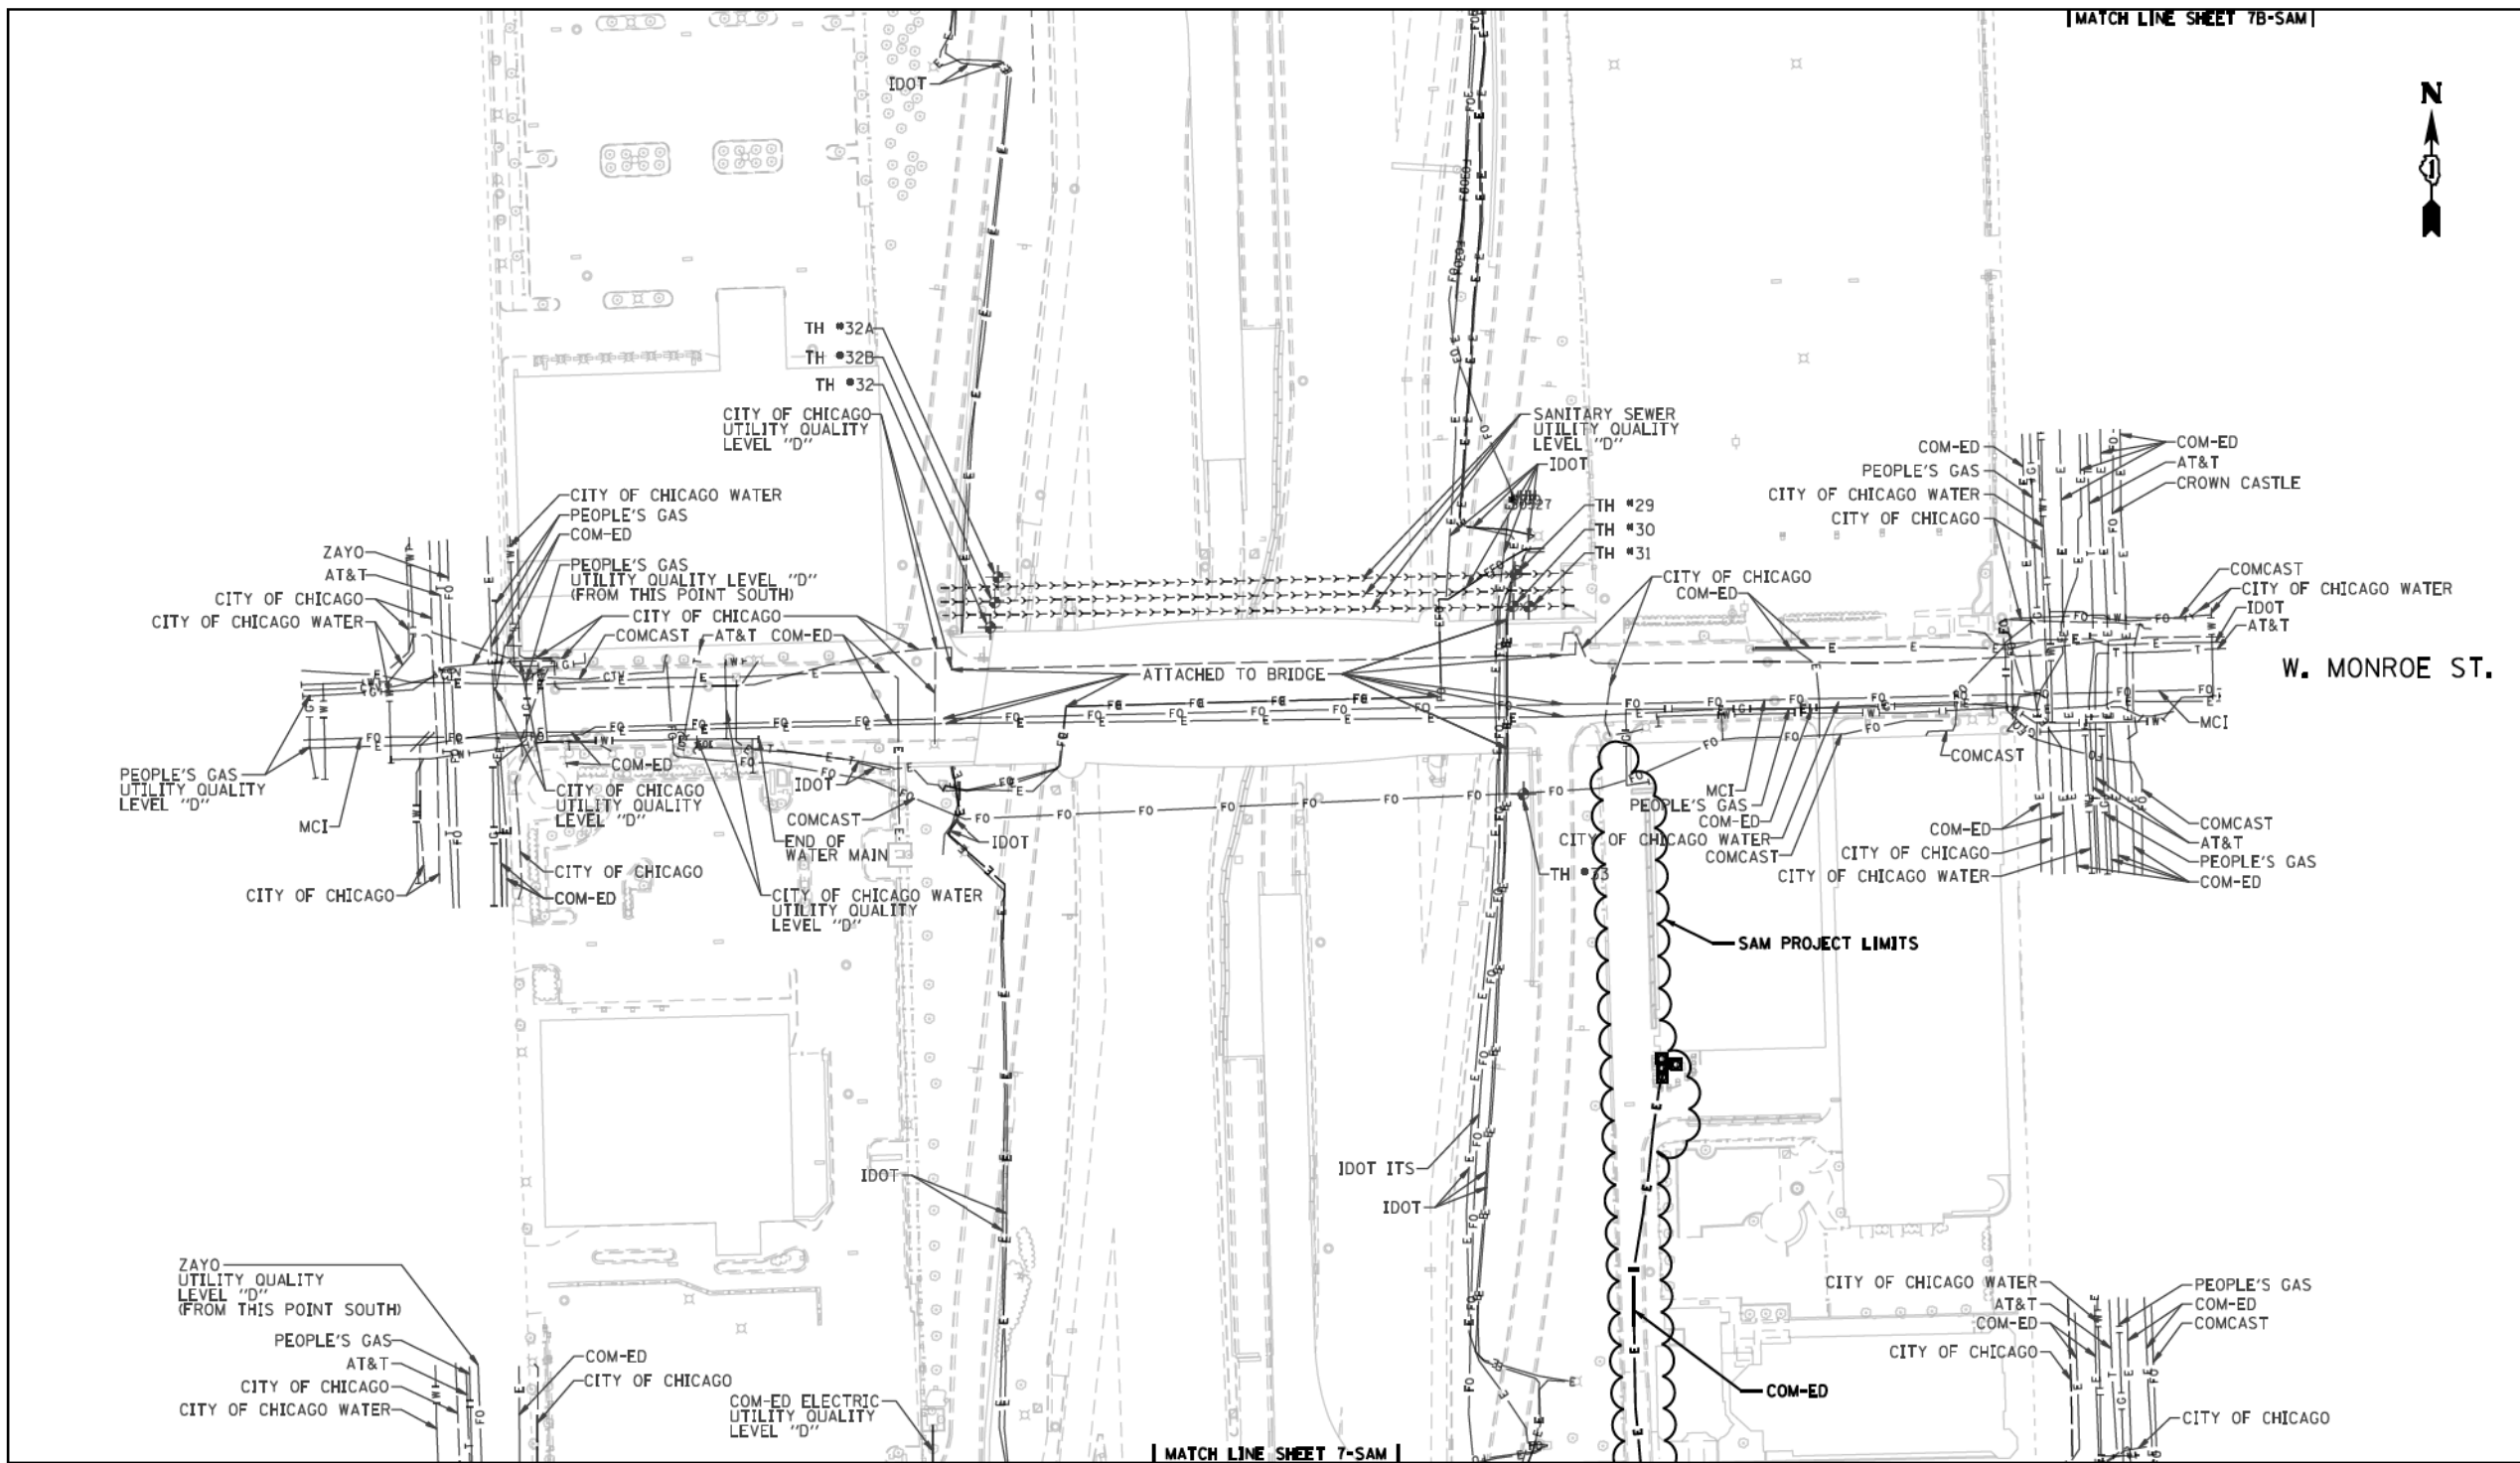 MATCH LINE SHEET 7B-SAM
N
IDOT
TH #32A
TH #32B
TH #32
CITY OF CHICAGO
UTILITY QUALITY
LEVEL "D"
SANITARY SEWER
UTILITY QUALITY
LEVEL "D"
IDOT
TH #29
TH #30
TH #31
COM-ED
PEOPLE'S GAS
CITY OF CHICAGO WATER
CITY OF CHICAGO
COM-ED
AT&T
CROWN CASTLE
CITY OF CHICAGO WATER
PEOPLE'S GAS
COM-ED
ZAYO
AT&T
CITY OF CHICAGO
CITY OF CHICAGO WATER
PEOPLE'S GAS
UTILITY QUALITY LEVEL "D"
(FROM THIS POINT SOUTH)
CITY OF CHICAGO
COMCAST
AT&T
COM-ED
CITY OF CHICAGO
COM-ED
COMCAST
CITY OF CHICAGO WATER
IDOT
AT&T
W. MONROE ST.
ATTACHED TO BRIDGE
MCI
COMCAST
PEOPLE'S GAS
UTILITY QUALITY
LEVEL "D"
MCI
COM-ED
CITY OF CHICAGO
UTILITY QUALITY
LEVEL "D"
IDOT
COMCAST
END OF
WATER MAIN
IDOT
MCI
PEOPLE'S GAS
COM-ED
CITY OF CHICAGO WATER
COMCAST
TH #33
COM-ED
CITY OF CHICAGO
CITY OF CHICAGO WATER
COMCAST
AT&T
PEOPLE'S GAS
COM-ED
CITY OF CHICAGO
CITY OF CHICAGO
COM-ED
CITY OF CHICAGO WATER
UTILITY QUALITY
LEVEL "D"
SAM PROJECT LIMITS
IDOT
IDOT ITS
IDOT
ZAYO
UTILITY QUALITY
LEVEL "D"
(FROM THIS POINT SOUTH)
PEOPLE'S GAS
AT&T
CITY OF CHICAGO
CITY OF CHICAGO WATER
COM-ED
CITY OF CHICAGO
COM-ED ELECTRIC
UTILITY QUALITY
LEVEL "D"
COM-ED
CITY OF CHICAGO WATER
AT&T
COM-ED
CITY OF CHICAGO
PEOPLE'S GAS
COM-ED
COMCAST
CITY OF CHICAGO
MATCH LINE SHEET 7-SAM